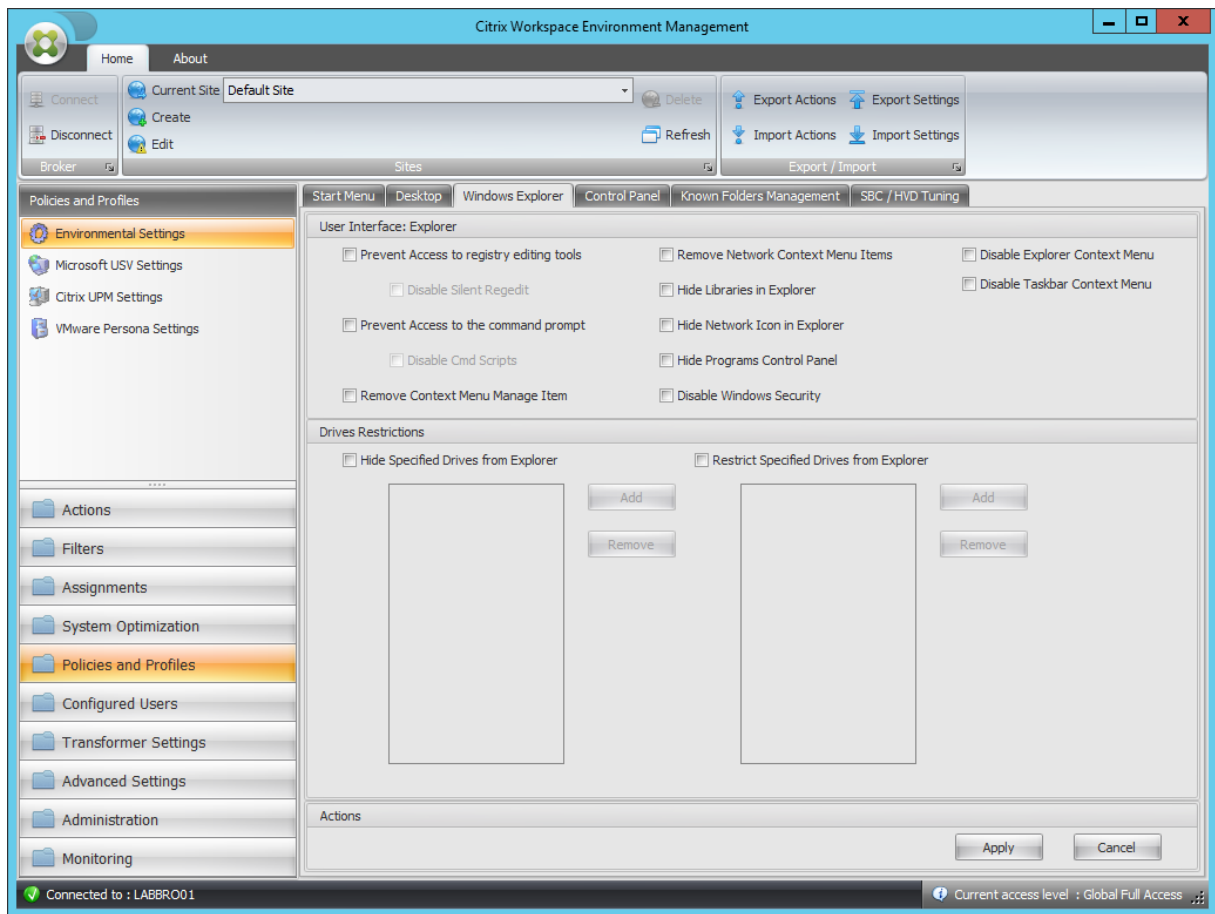 Citrix Workspace Environment Management
Home About
Connect
Disconnect
Broker
Current Site Default Site
Create
Edit
Delete
Refresh
Sites
Export Actions Export Settings
Import Actions Import Settings
Export / Import
Policies and Profiles
Environmental Settings
Microsoft USV Settings
Citrix UPM Settings
VMware Persona Settings
Actions
Filters
Assignments
System Optimization
Policies and Profiles
Configured Users
Transformer Settings
Advanced Settings
Administration
Monitoring
Start Menu Desktop Windows Explorer Control Panel Known Folders Management SBC / HVD Tuning
User Interface: Explorer
Prevent Access to registry editing tools
Disable Silent Regedit
Prevent Access to the command prompt
Disable Cmd Scripts
Remove Context Menu Manage Item
Remove Network Context Menu Items
Hide Libraries in Explorer
Hide Network Icon in Explorer
Hide Programs Control Panel
Disable Windows Security
Disable Explorer Context Menu
Disable Taskbar Context Menu
Drives Restrictions
Hide Specified Drives from Explorer
Add
Remove
Restrict Specified Drives from Explorer
Add
Remove
Actions
Apply Cancel
Connected to : LABBRO01
Current access level : Global Full Access